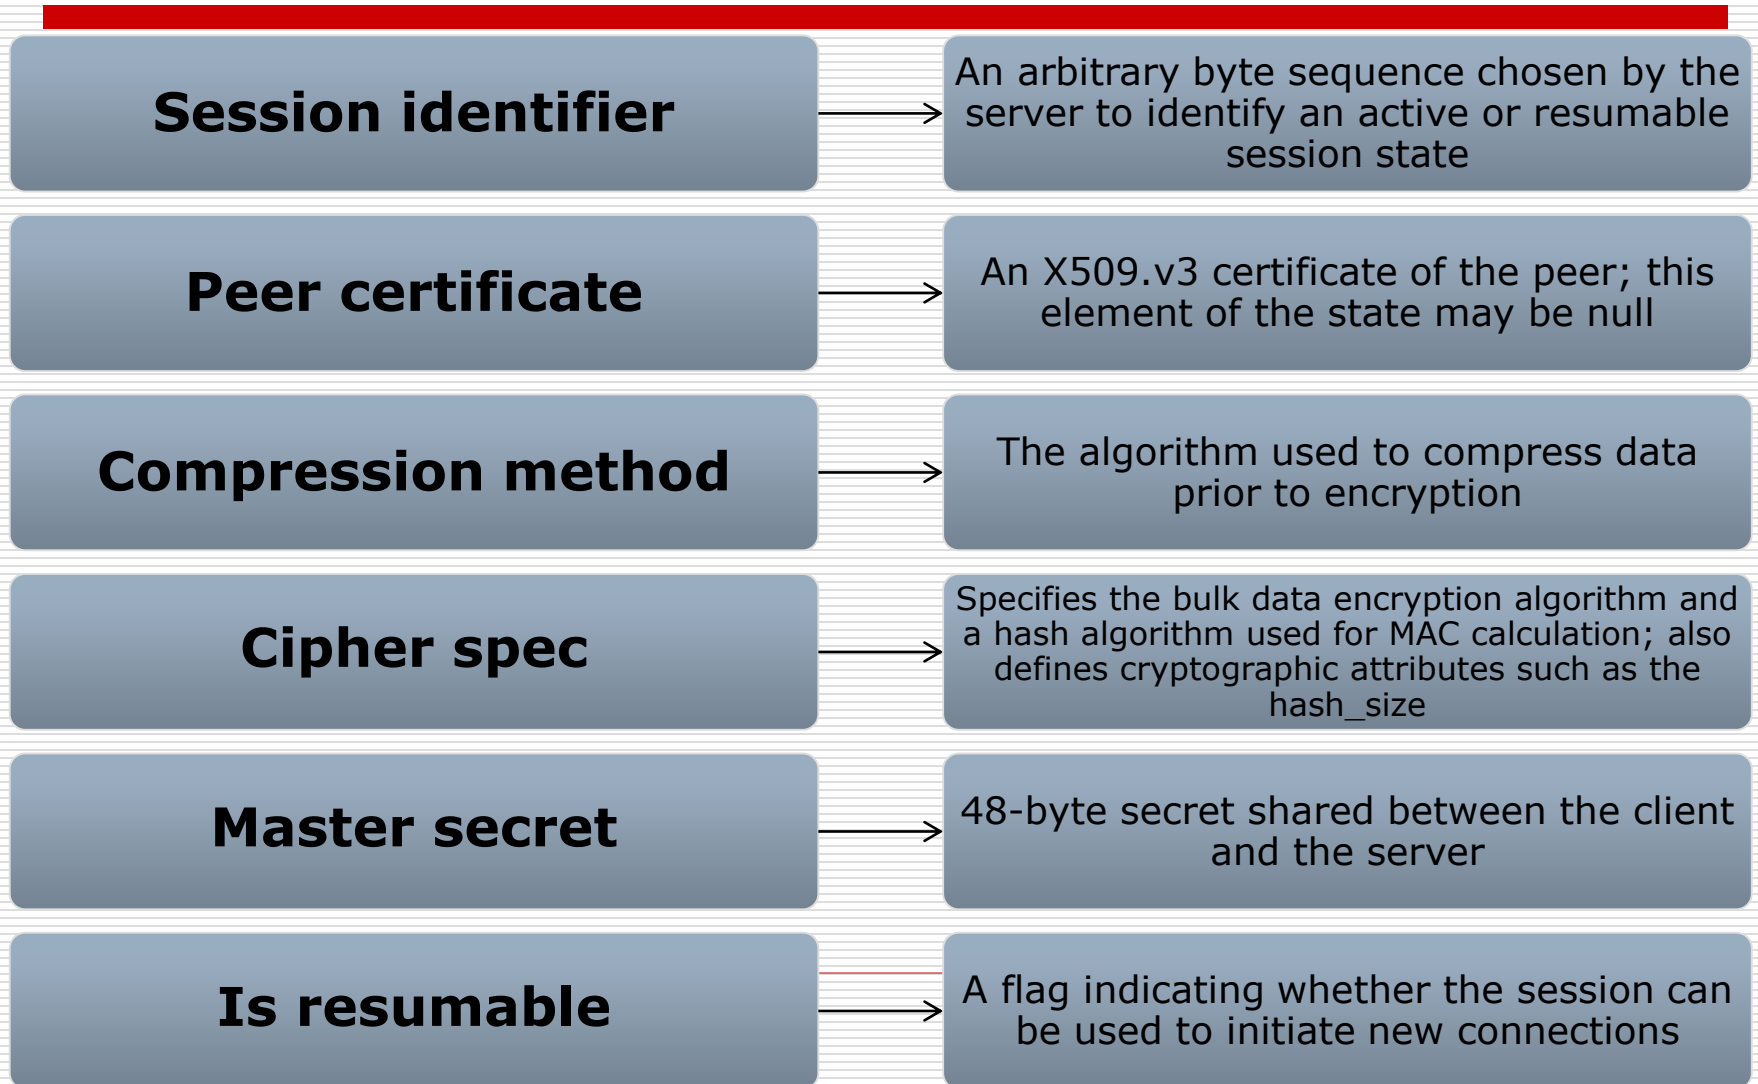 Session identifier
An arbitrary byte sequence chosen by the
server to identify an active or resumable
session state
Peer certificate
An X509.v3 certificate of the peer; this
element of the state may be null
Compression method
The algorithm used to compress data
prior to encryption
Cipher spec
Specifies the bulk data encryption algorithm and
a hash algorithm used for MAC calculation; also
defines cryptographic attributes such as the
hash_size
Master secret
48-byte secret shared between the client
and the server
Is resumable
A flag indicating whether the session can
be used to initiate new connections